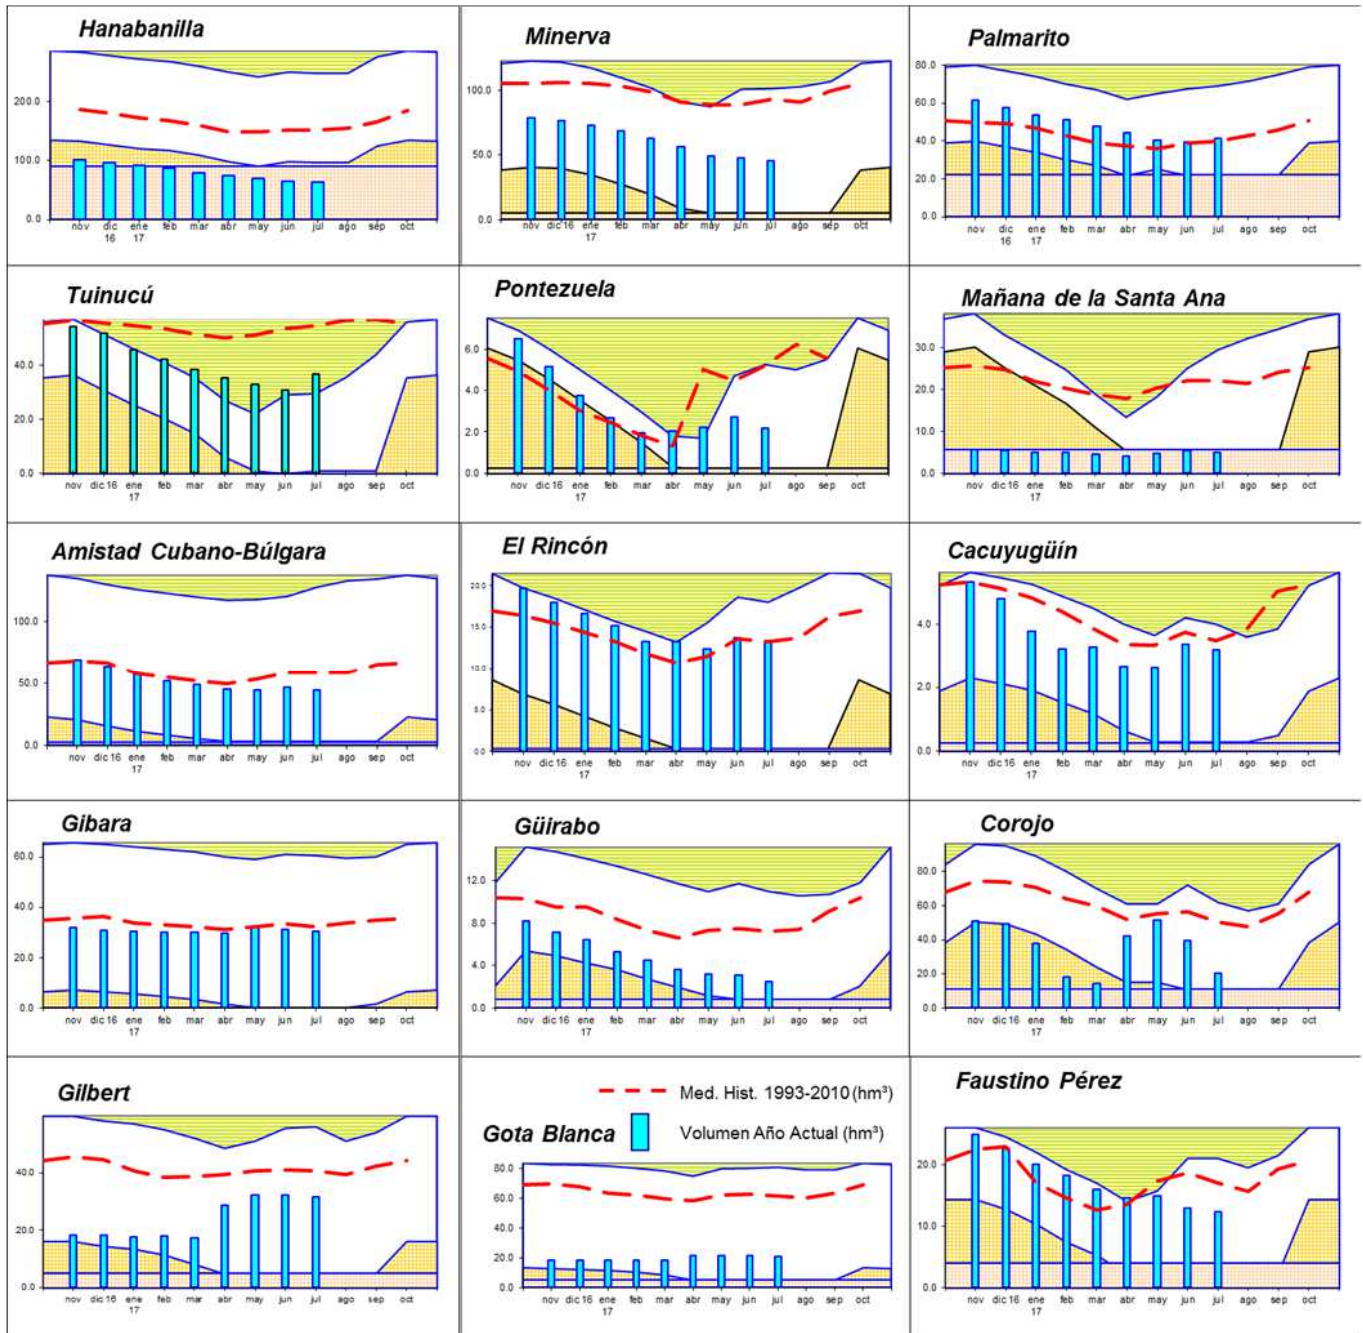 Hanabanilla
200.0
100.0
0.0
nov dic ene feb mar abr may jun jul ago sep oct
16 17
Minerva
100.0
50.0
0.0
nov dic 16 ene feb mar abr may jun jul ago sep oct
17
Palmarito
80.0
60.0
40.0
20.0
0.0
nov dic ene feb mar abr may jun jul ago sep oct
16 17
Tuinucú
40.0
20.0
0.0
nov dic 16 ene feb mar abr may jun jul ago sep oct
17
Pontezuela
6.0
4.0
2.0
0.0
nov dic 16 ene feb mar abr may jun jul ago sep oct
17
Mañana de la Santa Ana
30.0
20.0
10.0
0.0
nov dic 16 ene feb mar abr may jun jul ago sep oct
17
Amistad Cubano-Búlgara
100.0
50.0
0.0
nov dic 16 ene feb mar abr may jun jul ago sep oct
17
El Rincón
20.0
15.0
10.0
5.0
0.0
nov dic 16 ene feb mar abr may jun jul ago sep oct
17
Cacuyugüín
4.0
2.0
0.0
nov dic 16 ene feb mar abr may jun jul ago sep oct
17
Gibara
60.0
40.0
20.0
0.0
nov dic 16 ene feb mar abr may jun jul ago sep oct
17
Güirabo
12.0
8.0
4.0
0.0
nov dic 16 ene feb mar abr may jun jul ago sep oct
17
Corojo
80.0
60.0
40.0
20.0
0.0
nov dic 16 ene feb mar abr may jun jul ago sep oct
17
Gilbert
40.0
20.0
0.0
nov dic 16 ene feb mar abr may jun jul ago sep oct
17
Med. Hist. 1993-2010 (hm³)
Volumen Año Actual (hm³)
Gota Blanca
80.0
60.0
40.0
20.0
0.0
nov dic 16 ene feb mar abr may jun jul ago sep oct
17
Faustino Pérez
20.0
10.0
0.0
nov dic 16 ene feb mar abr may jun jul ago sep oct
17